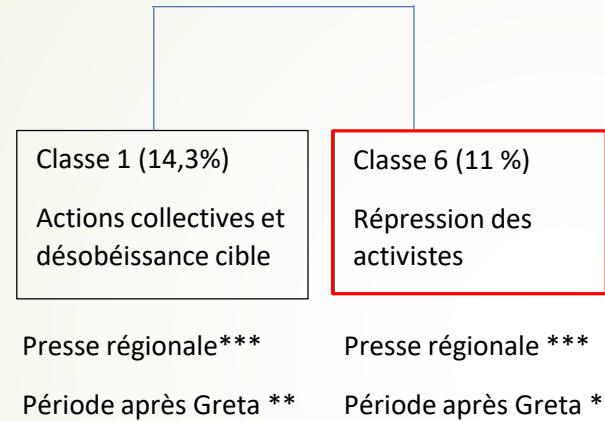 Classe 1 (14,3%)
Actions collectives et
désobéissance cible
Presse régionale***
Période après Greta **
Classe 6 (11 %)
Répression des
activistes
Presse régionale ***
Période après Greta *